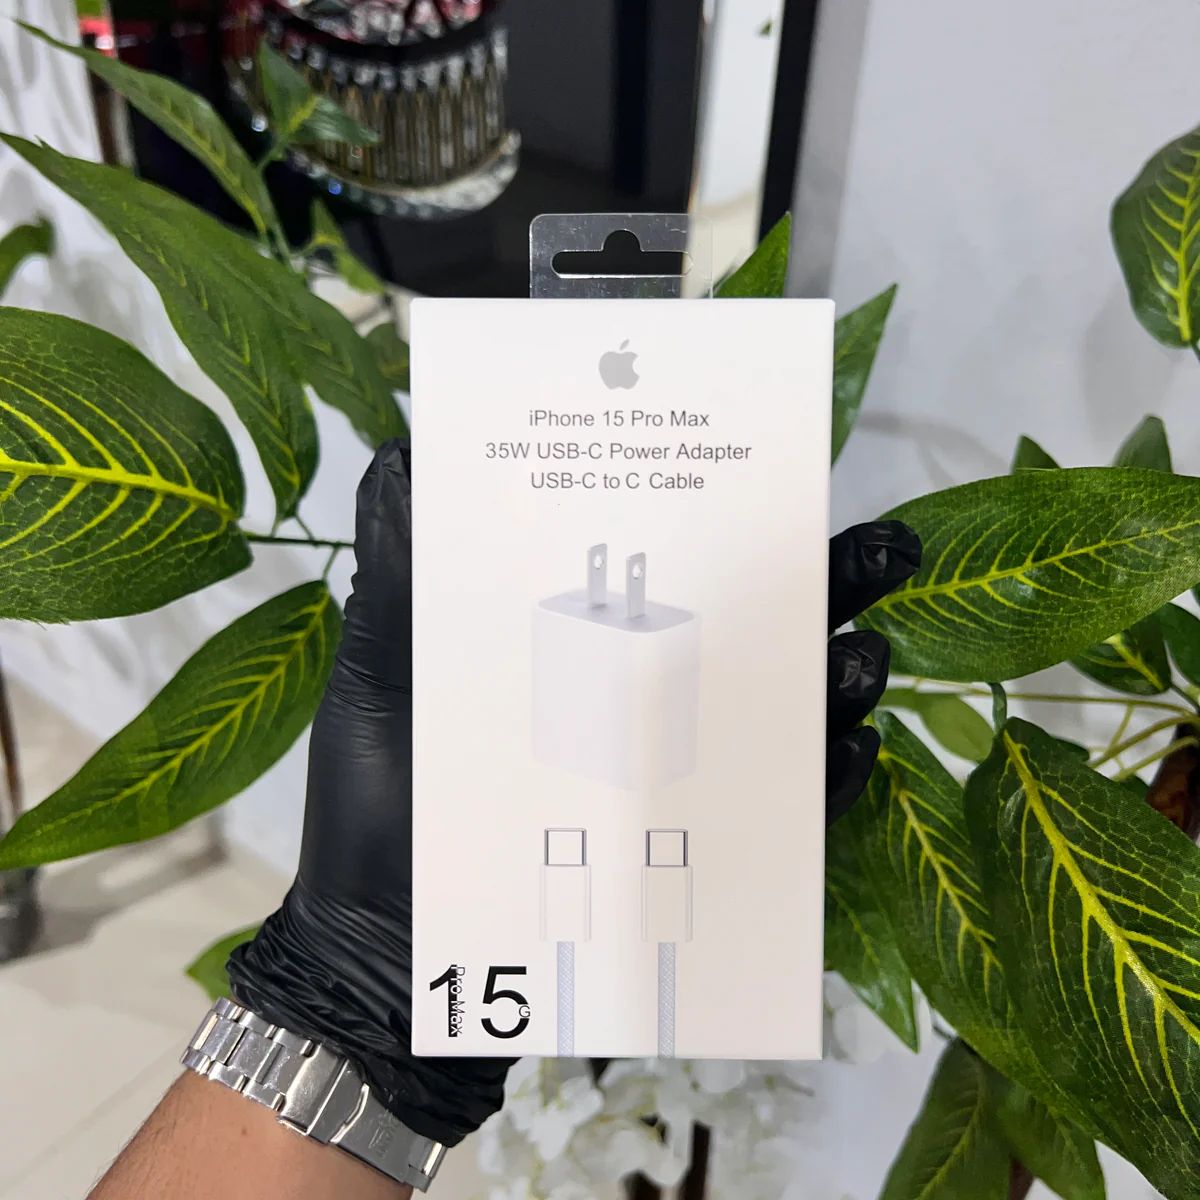 iPhone 15 Pro Max
35W USB-C Power Adapter
USB-C to C Cable
15
Pro Max
G